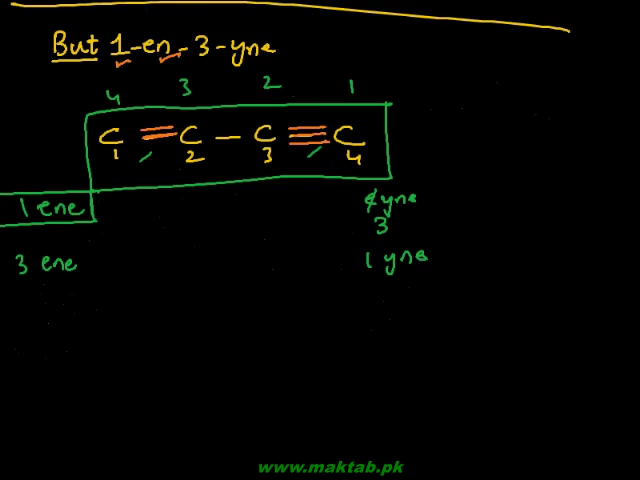 But 1-en-3-yne
4 3 2 1
C=C-C≡C
1 2 3 4
1 ene 4 yne
3
3 ene 1 yne
www.maktab.pk